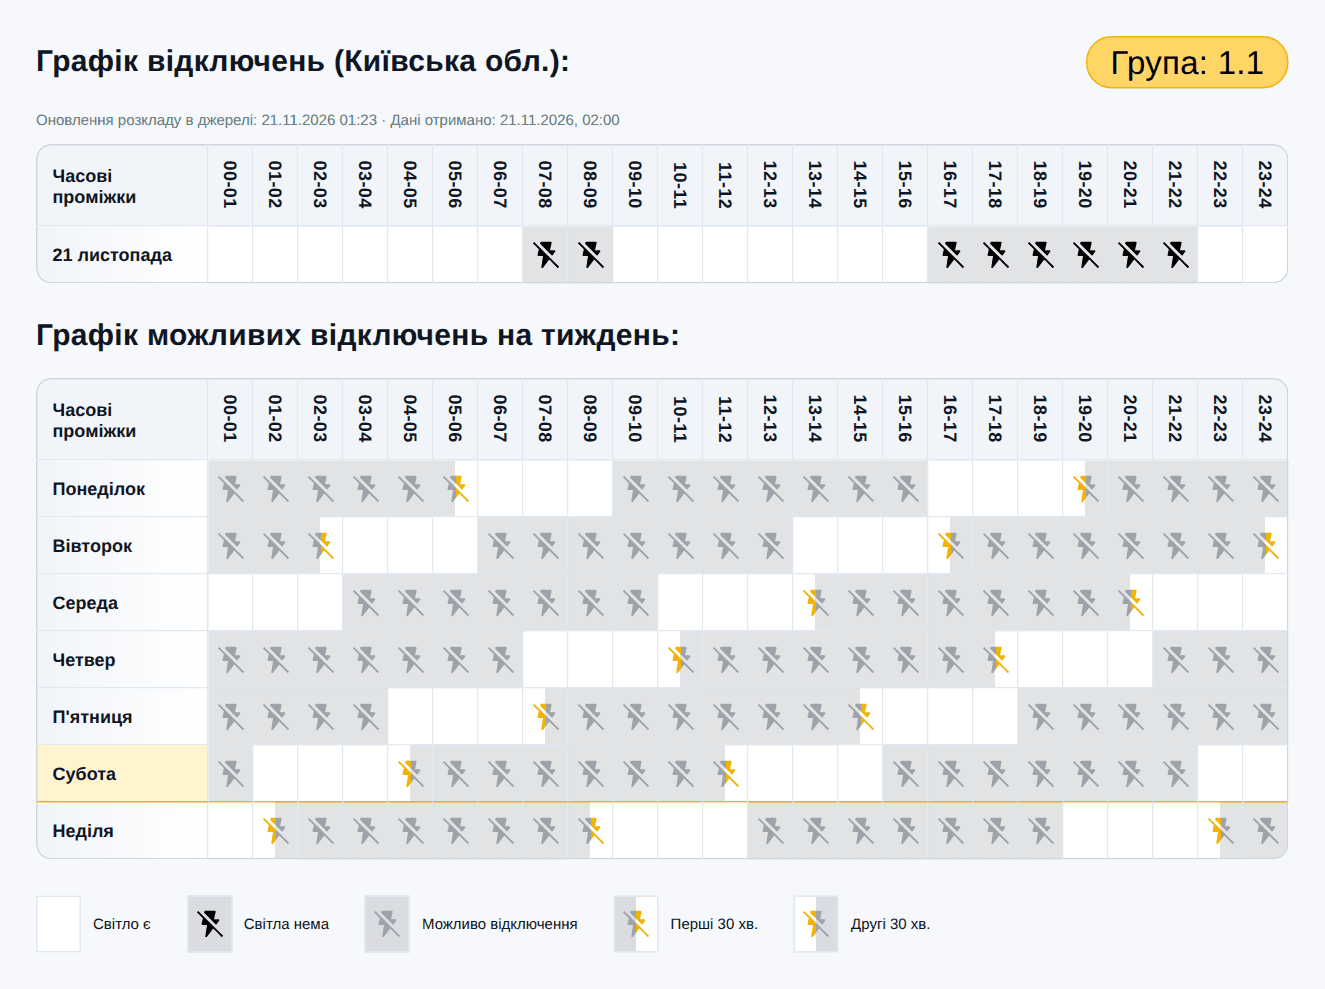 Графік відключень (Київська обл.):
Група: 1.1
Оновлення розкладу в джерелі: 21.11.2026 01:23 · Дані отримано: 21.11.2026, 02:00
Часові проміжки 00-01 01-02 02-03 03-04 04-05 05-06 06-07 07-08 08-09 09-10 10-11 11-12 12-13 13-14 14-15 15-16 16-17 17-18 18-19 19-20 20-21 21-22 22-23 23-24
21 листопада
Графік можливих відключень на тиждень:
Часові проміжки 00-01 01-02 02-03 03-04 04-05 05-06 06-07 07-08 08-09 09-10 10-11 11-12 12-13 13-14 14-15 15-16 16-17 17-18 18-19 19-20 20-21 21-22 22-23 23-24
Понеділок
Вівторок
Середа
Четвер
П'ятниця
Субота
Неділя
Світло є Світла нема Можливо відключення Перші 30 хв. Другі 30 хв.